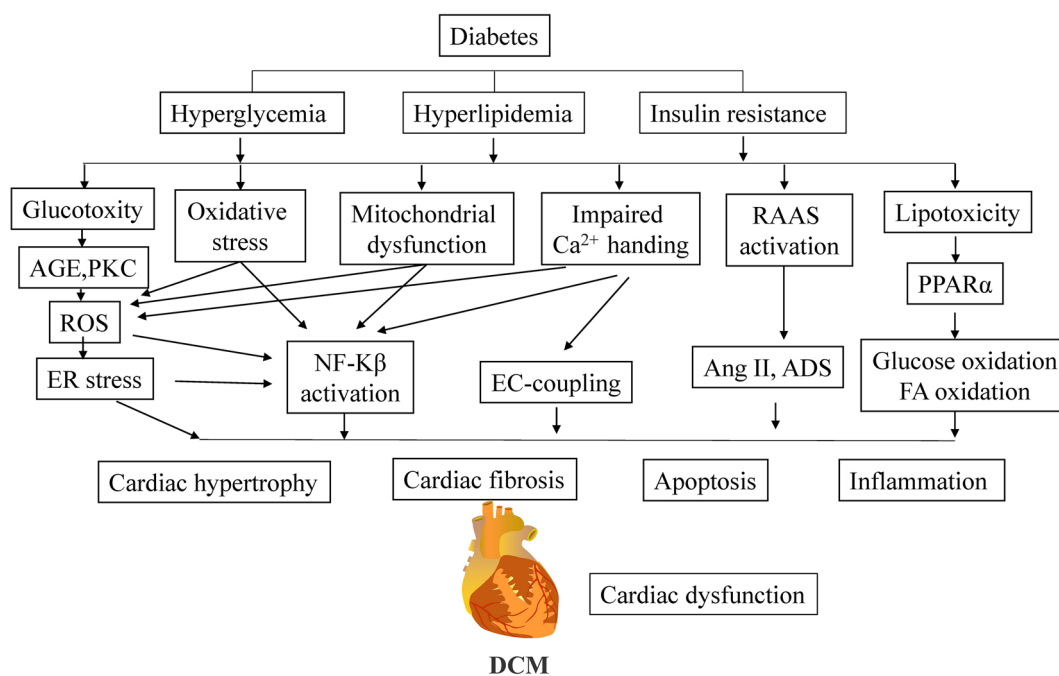 Diabetes
Hyperglycemia
Hyperlipidemia
Insulin resistance
Glucotoxity
Oxidative
stress
Mitochondrial
dysfunction
Impaired
Ca²⁺ handing
RAAS
activation
Lipotoxicity
AGE,PKC
PPARα
ROS
ER stress
NF-Kβ
activation
EC-coupling
Ang II, ADS
Glucose oxidation
FA oxidation
Cardiac hypertrophy
Cardiac fibrosis
Apoptosis
Inflammation
Cardiac dysfunction
DCM